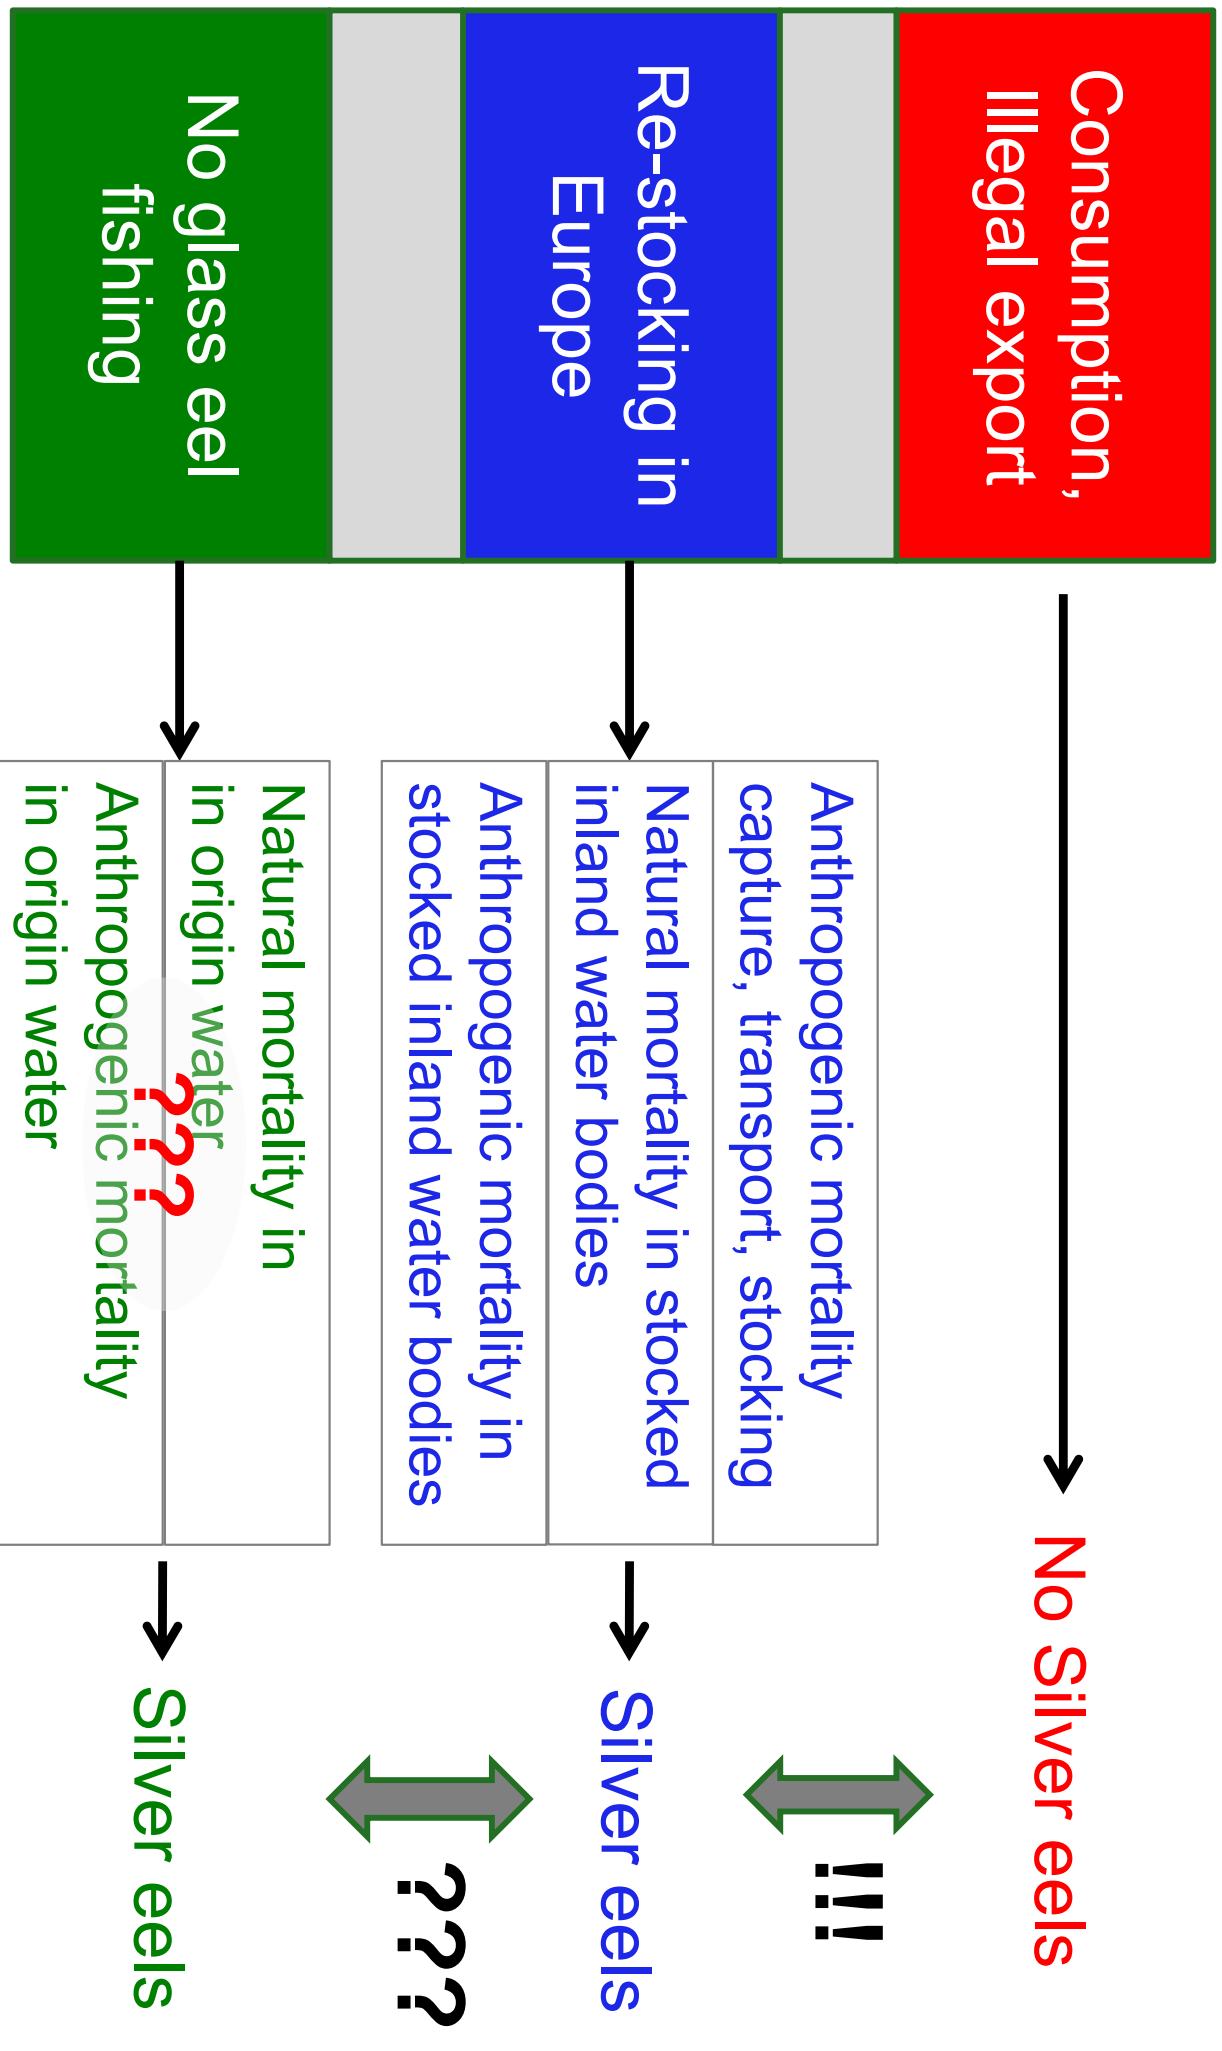 Consumption,
Illegal export
No Silver eels
!!!
Re-stocking in
Europe
Anthropogenic mortality
capture, transport, stocking
Natural mortality in stocked
inland water bodies
Anthropogenic mortality in
stocked inland water bodies
Silver eels
???
No glass eel
fishing
Natural mortality in
in origin water
Anthropogenic mortality
in origin water
???
Silver eels